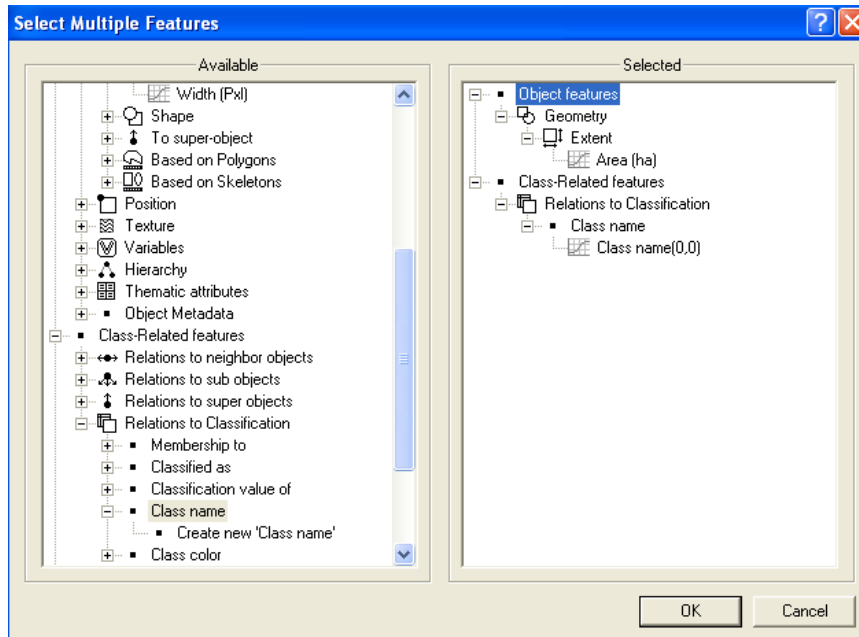 Select Multiple Features
Available
Width (Pxl)
Shape
To super-object
Based on Polygons
Based on Skeletons
Position
Texture
Variables
Hierarchy
Thematic attributes
Object Metadata
Class-Related features
Relations to neighbor objects
Relations to sub objects
Relations to super objects
Relations to Classification
Membership to
Classified as
Classification value of
Class name
Create new 'Class name'
Class color
Selected
Object features
Geometry
Extent
Area (ha)
Class-Related features
Relations to Classification
Class name
Class name(0,0)
OK
Cancel